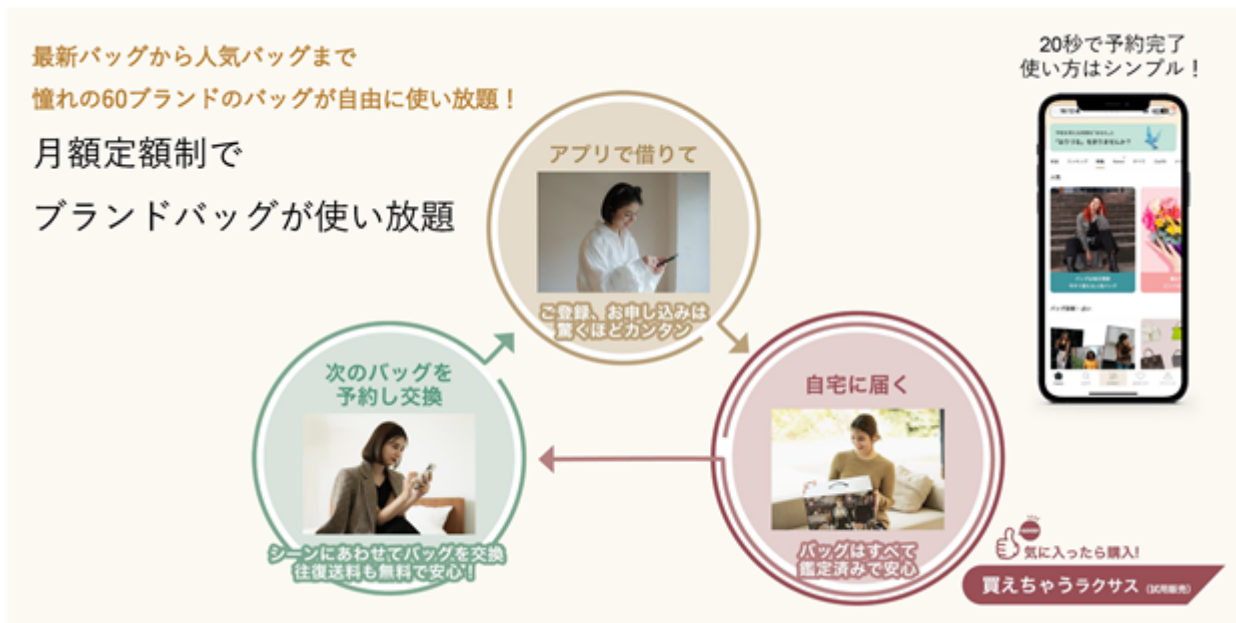 最新バッグから人気バッグまで
憧れの60ブランドのバッグが自由に使い放題！
月額定額制で
ブランドバッグが使い放題
20秒で予約完了
使い方はシンプル！
アプリで借りて
ご登録、お申し込みは
驚くほどカンタン
自宅に届く
バッグはすべて
鑑定済みで安心
次のバッグを
予約し交換
シーンにあわせてバッグを交換
往復送料も無料で安心！
気に入ったら購入!
買えちゃうラクサス (試用販売)